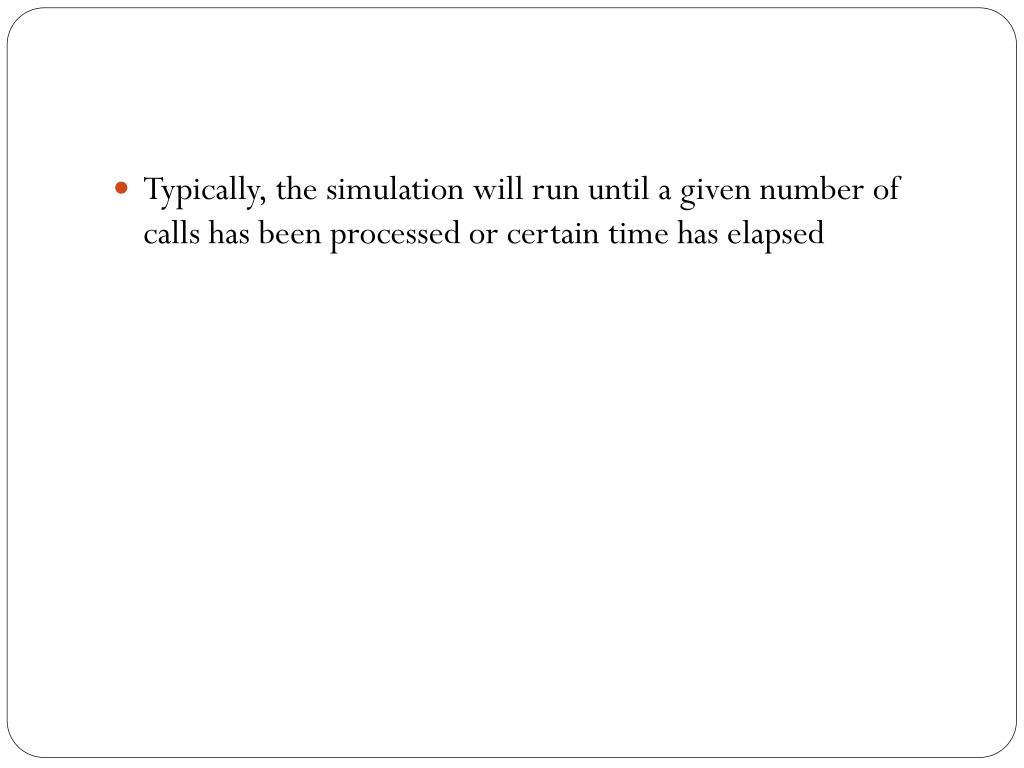 Typically, the simulation will run until a given number of
calls has been processed or certain time has elapsed